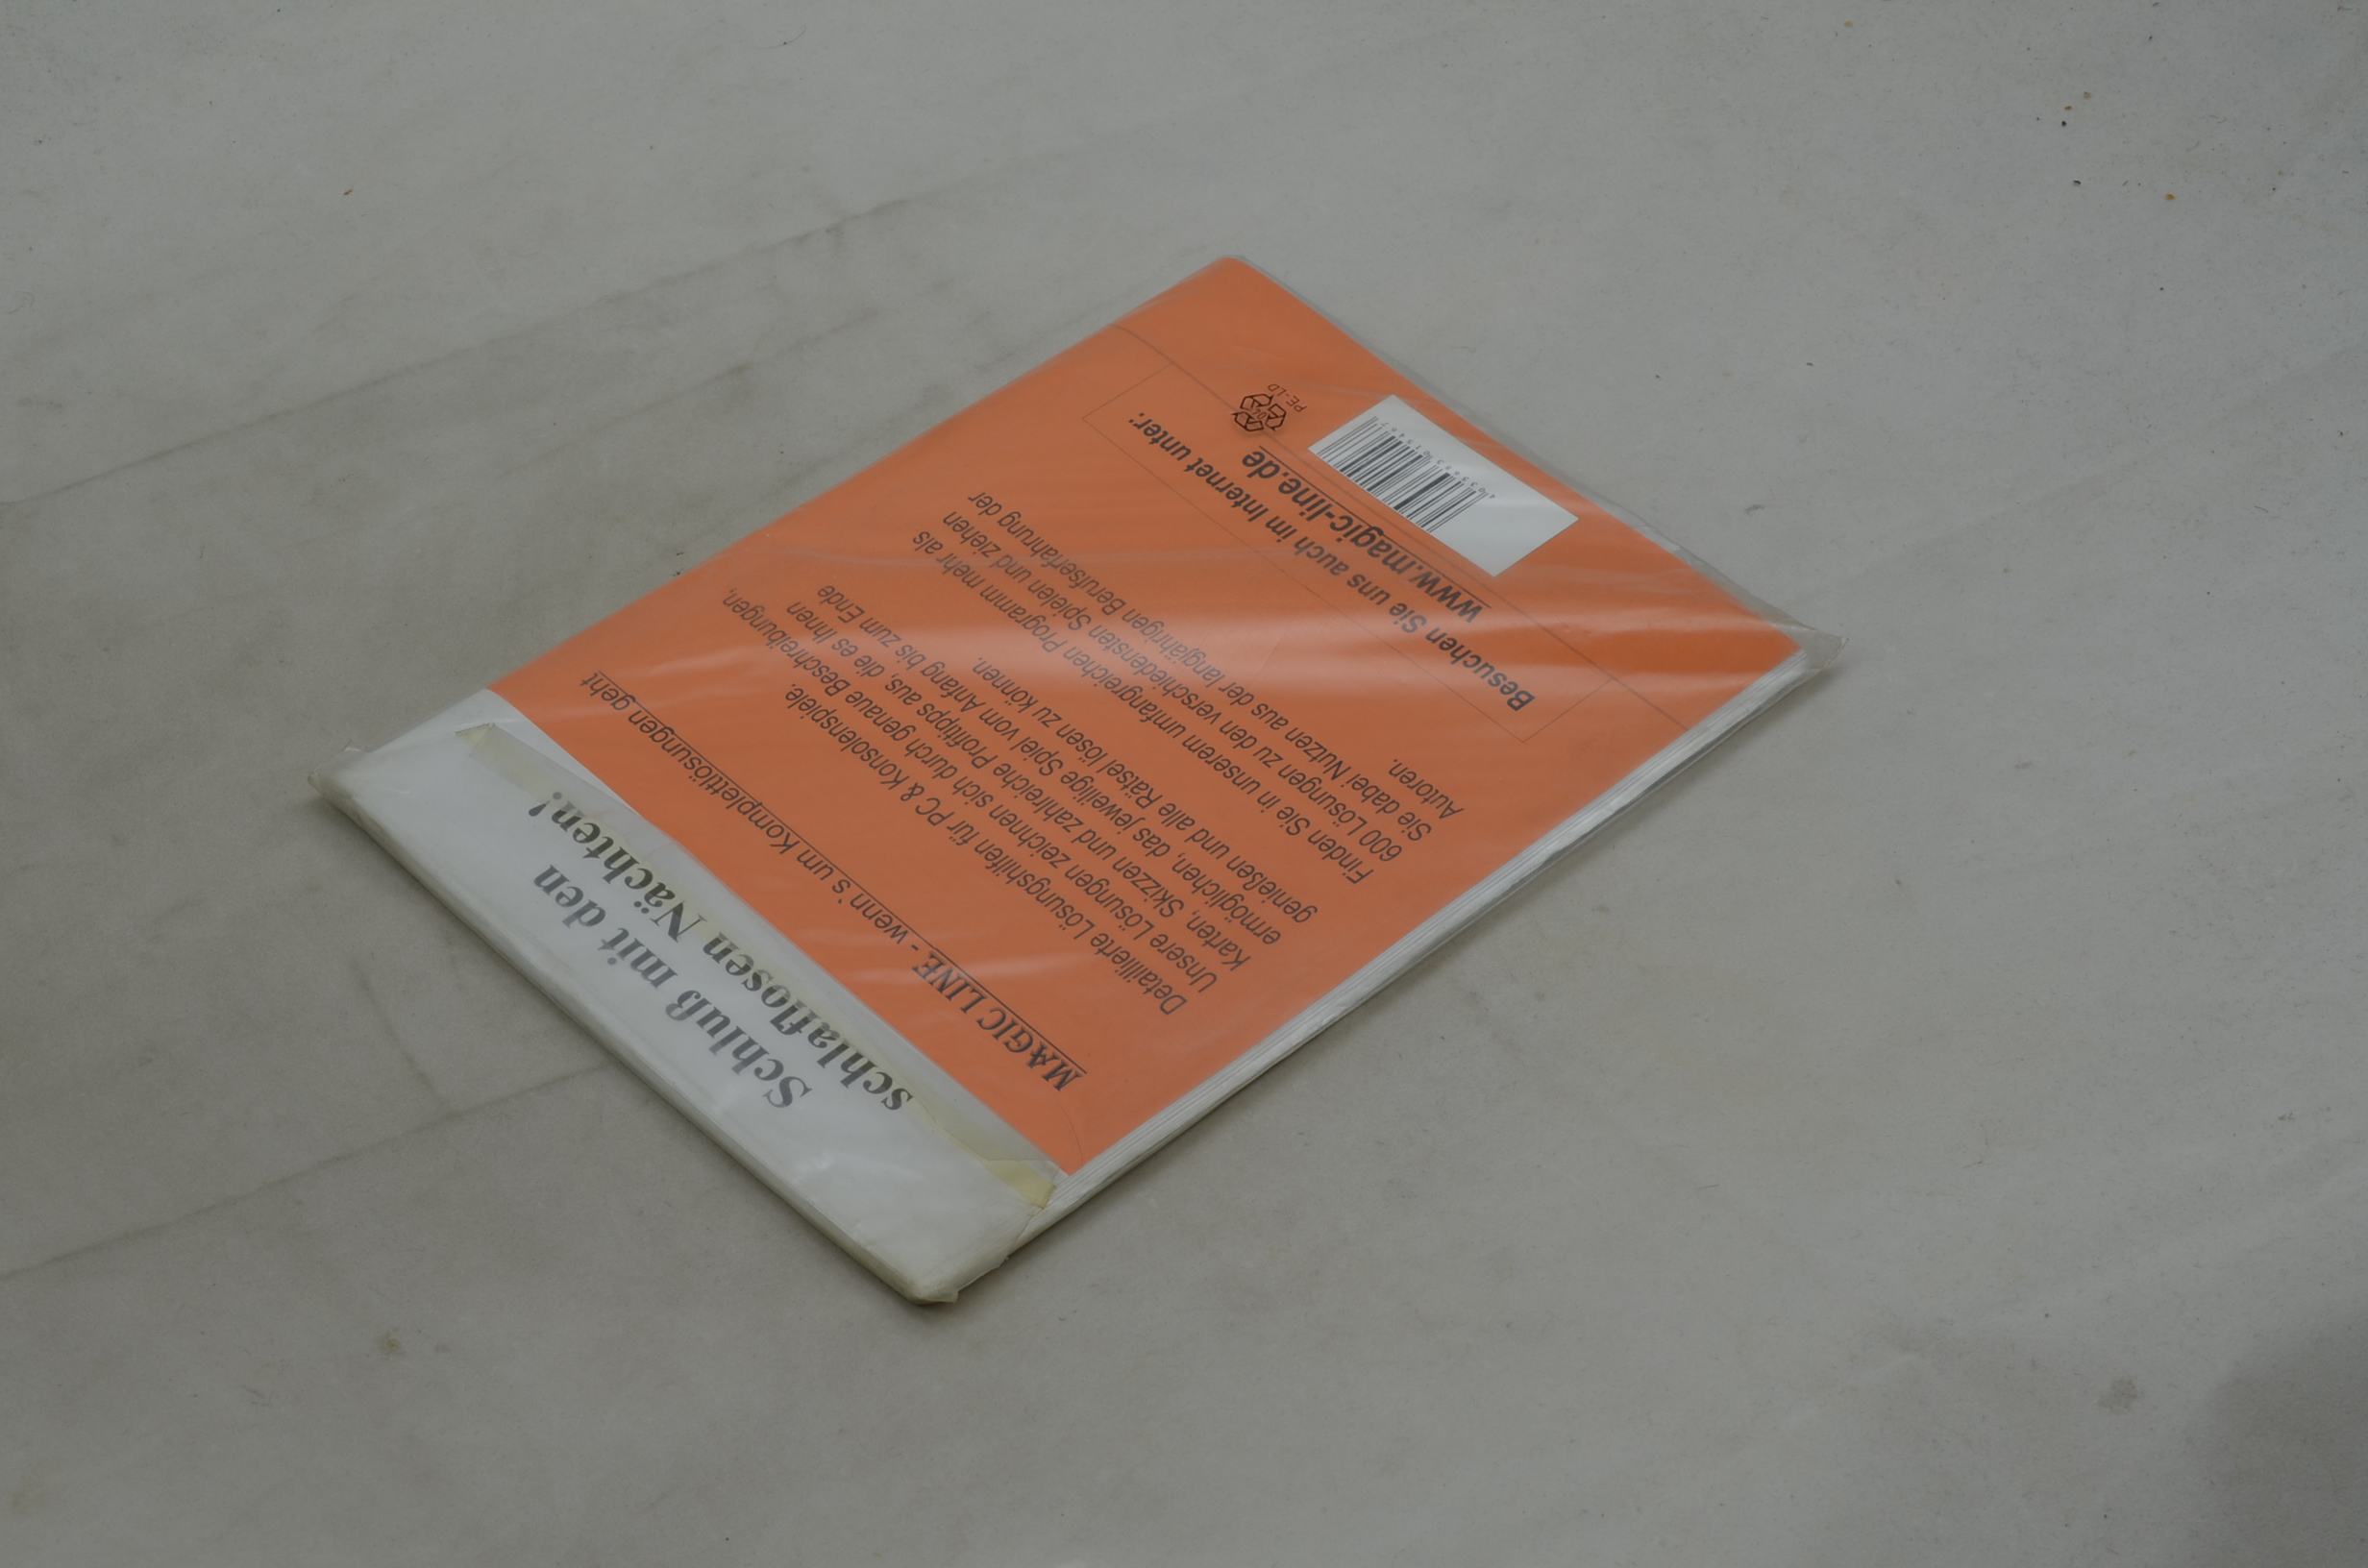 Schluß mit den
schlaflosen Nächten!
MAGIC LINE - wenn`s um Komplettlösungen geht
Detaillierte Lösungshilfen für PC & Konsolenspiele.
Unsere Lösungen zeichnen sich durch genaue Beschreibungen,
Karten, Skizzen und zahlreiche Profitipps aus, die es Ihnen
ermöglichen, das jeweilige Spiel vom Anfang bis zum Ende
genießen und alle Rätsel lösen zu können.
Finden Sie in unserem umfangreichen Programm mehr als
600 Lösungen zu den verschiedensten Spielen und ziehen
Sie dabei Nutzen aus der langjährigen Berufserfahrung der
Autoren.
Besuchen Sie uns auch im Internet unter:
www.magic-line.de
04
PE-LD